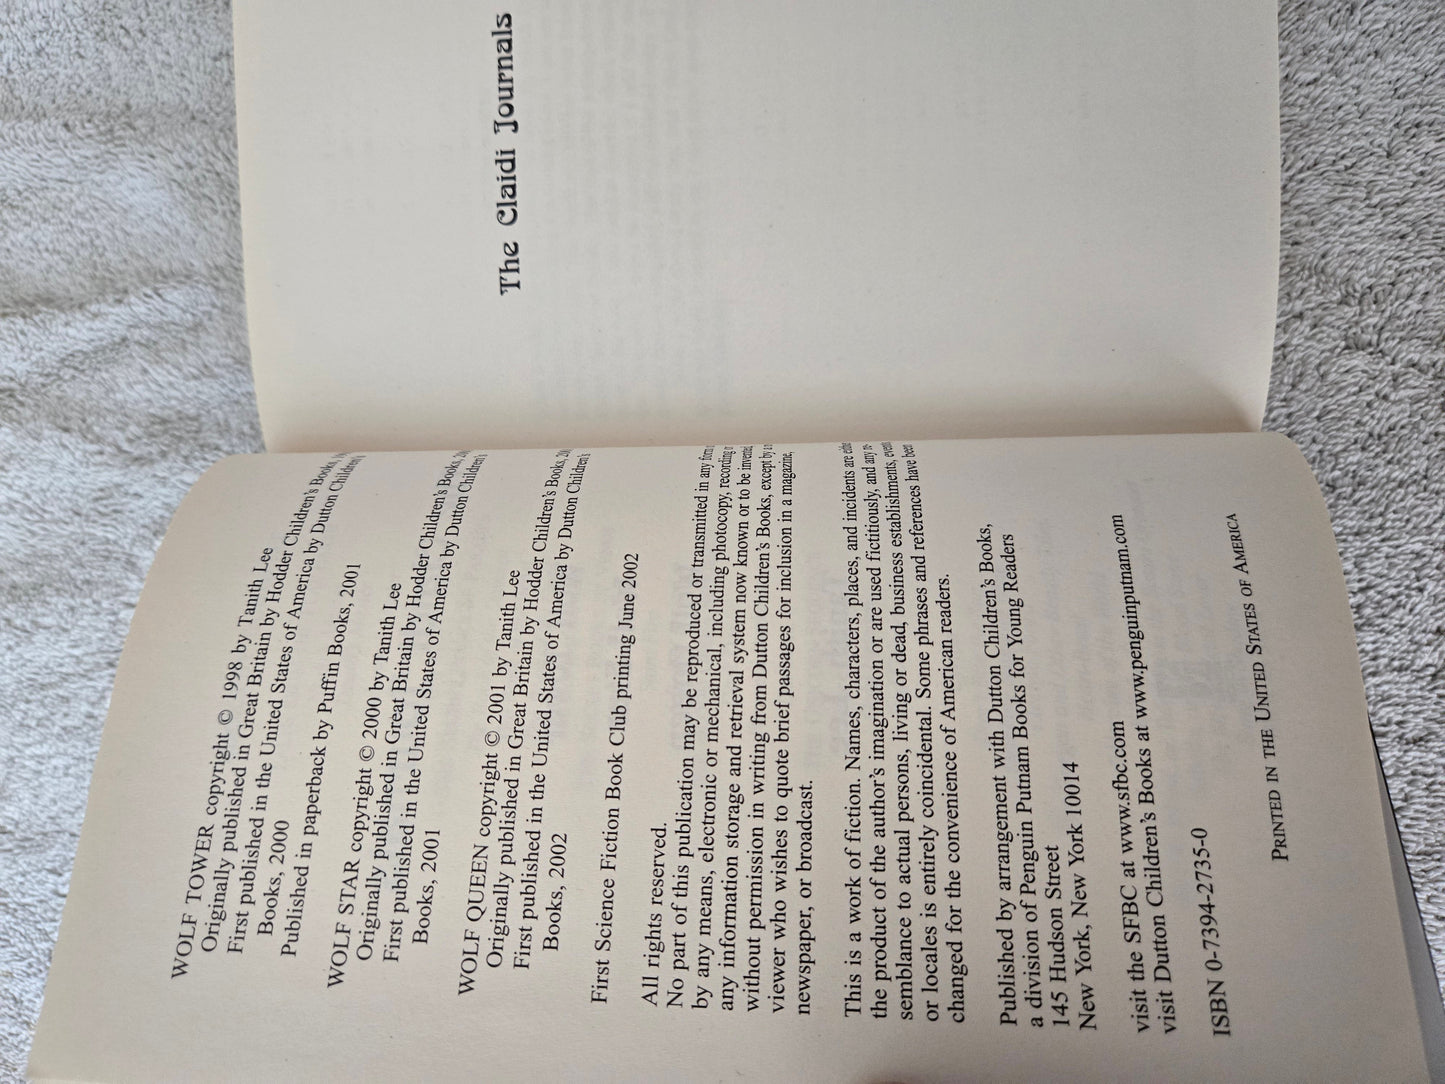 WOLF TOWER copyright © 1998 by Tanith Lee
Originally published in Great Britain by Hodder Children's Books,
First published in the United States of America by Dutton Children's
Books, 2000
Published in paperback by Puffin Books, 2001
WOLF STAR copyright © 2000 by Tanith Lee
Originally published in Great Britain by Hodder Children's Books,
First published in the United States of America by Dutton Children's
Books, 2001
WOLF QUEEN copyright © 2001 by Tanith Lee
Originally published in Great Britain by Hodder Children's Books,
First published in the United States of America by Dutton Children's
Books, 2002
First Science Fiction Book Club printing June 2002
All rights reserved.
No part of this publication may be reproduced or transmitted in any form
by any means, electronic or mechanical, including photocopy, recording
any information storage and retrieval system now known or to be
without permission in writing from Dutton Children's Books, except by
viewer who wishes to quote brief passages for inclusion in a magazine,
newspaper, or broadcast.
This is a work of fiction. Names, characters, places, and incidents are
the product of the author's imagination or are used fictitiously, and any re-
semblance to actual persons, living or dead, business establishments, events
or locales is entirely coincidental. Some phrases and references have been
changed for the convenience of American readers.
Published by arrangement with Dutton Children's Books,
a division of Penguin Putnam Books for Young Readers
145 Hudson Street
New York, New York 10014
visit the SFBC at www.sfbc.com
visit Dutton Children's Books at www.penguinputnam.com
ISBN 0-7394-2735-0
PRINTED IN THE UNITED STATES OF AMERICA
The Claidi Journals